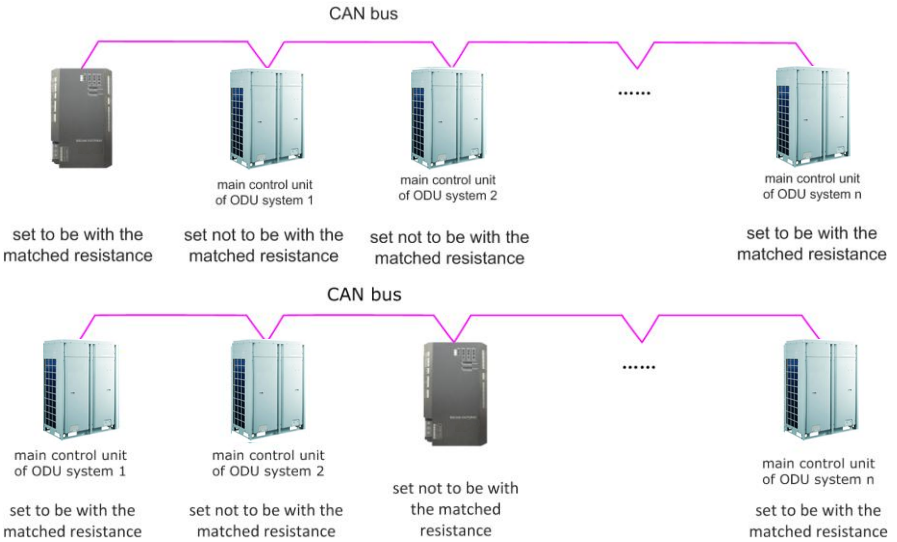 CAN bus
......
main control unit
of ODU system 1
main control unit
of ODU system 2
main control unit
of ODU system n
set to be with the
matched resistance
set not to be with the
matched resistance
set not to be with the
matched resistance
set to be with the
matched resistance
CAN bus
......
main control unit
of ODU system 1
main control unit
of ODU system 2
main control unit
of ODU system n
set to be with the
matched resistance
set not to be with the
matched resistance
set not to be with
the matched
resistance
set to be with the
matched resistance